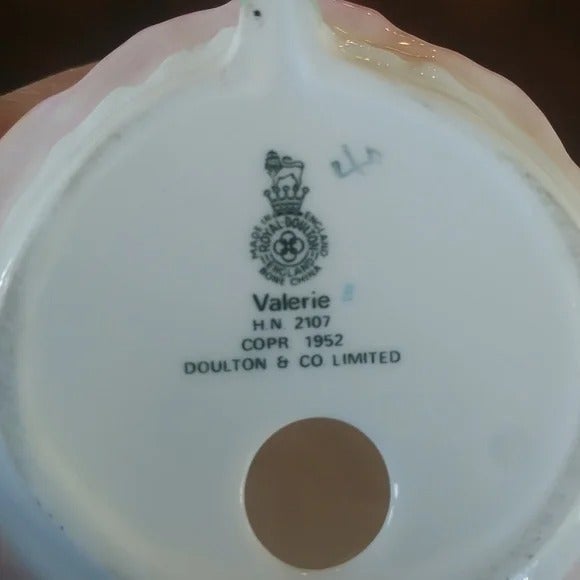 MADE IN ENGLAND
ROYAL DOULTON
ENGLAND
BONE CHINA
Valerie
H.N. 2107
COPR 1952
DOULTON & CO LIMITED